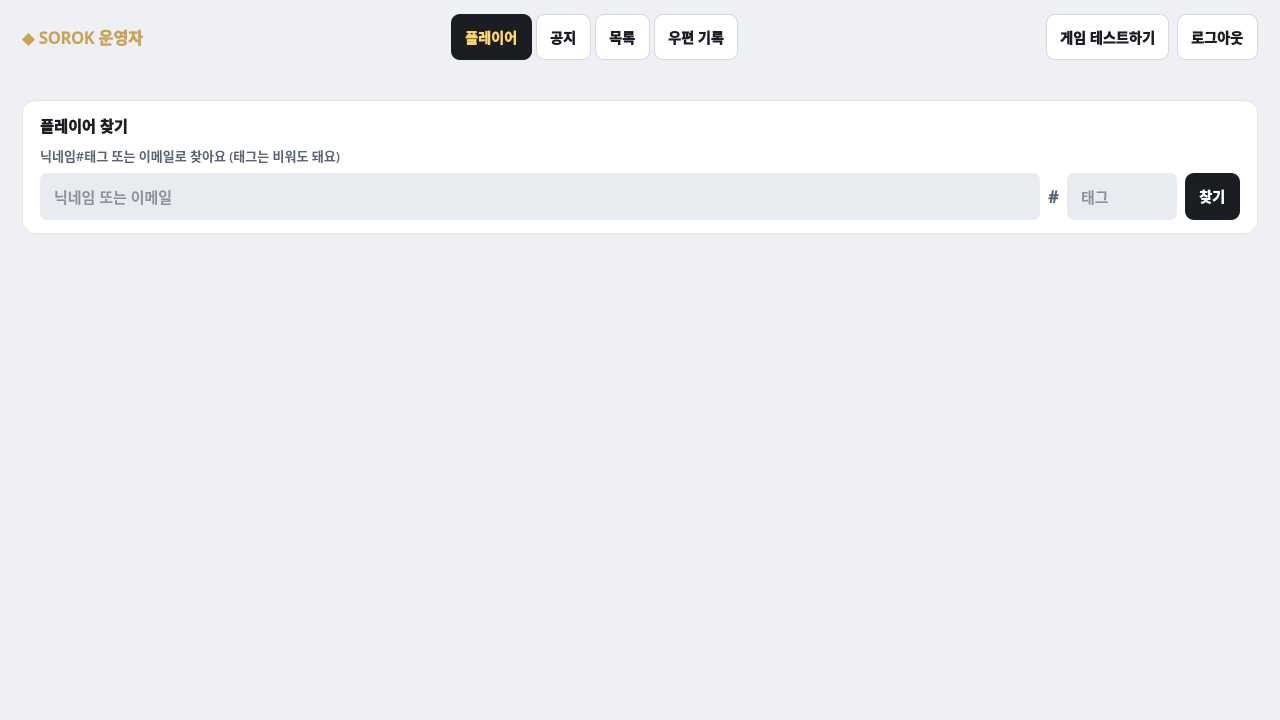 ◆ SOROK 운영자
플레이어
공지
목록
우편 기록
게임 테스트하기
로그아웃
플레이어 찾기
닉네임#태그 또는 이메일로 찾아요 (태그는 비워도 돼요)
닉네임 또는 이메일
#
태그
찾기